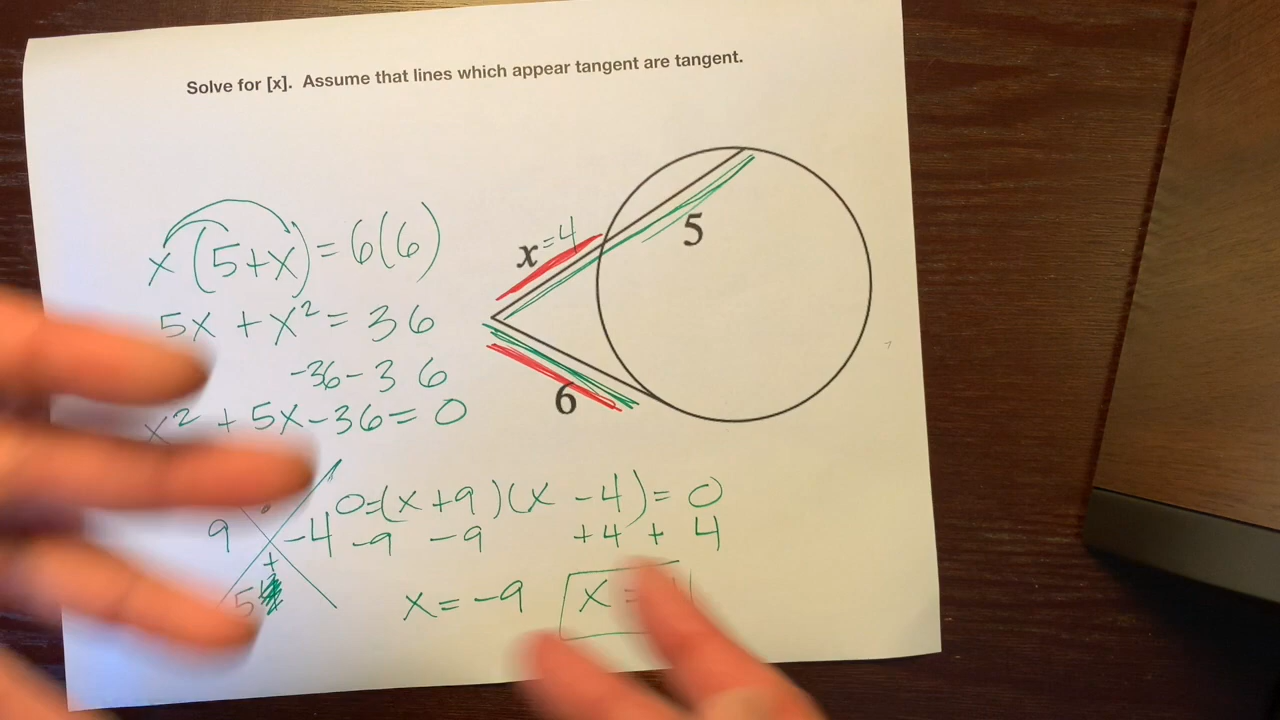 Solve for [x]. Assume that lines which appear tangent are tangent.
x(5+x)=6(6)
x=4
5
5x+x²=36
-36-36
6
x²+5x-36=0
0=(x+9)(x-4)=0
9 -4 -9 -9 +4+4
+
5
x=-9 x=